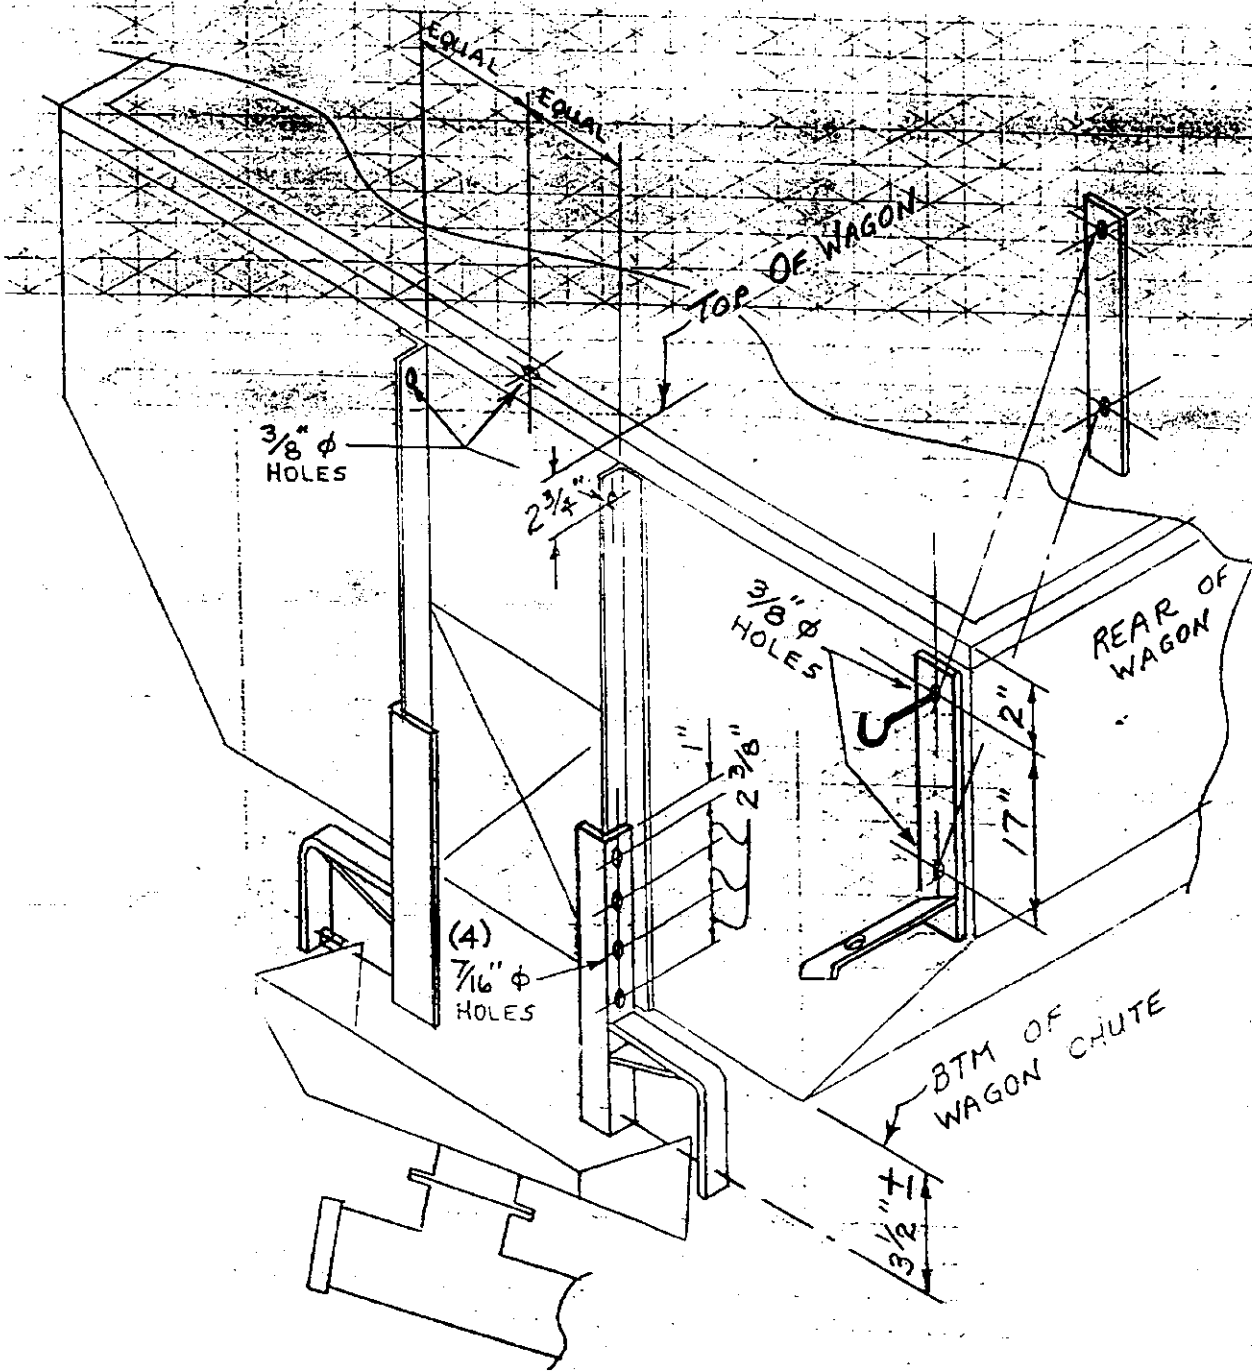 EQUAL
EQUAL
TOP OF WAGON
3/8" ϕ
HOLES
2 3/4"
3/8" ϕ
HOLES
REAR OF
WAGON
2"
1"
2 3/8"
17"
(4)
7/16" ϕ
HOLES
BTM OF
WAGON CHUTE
3 1/2" ±